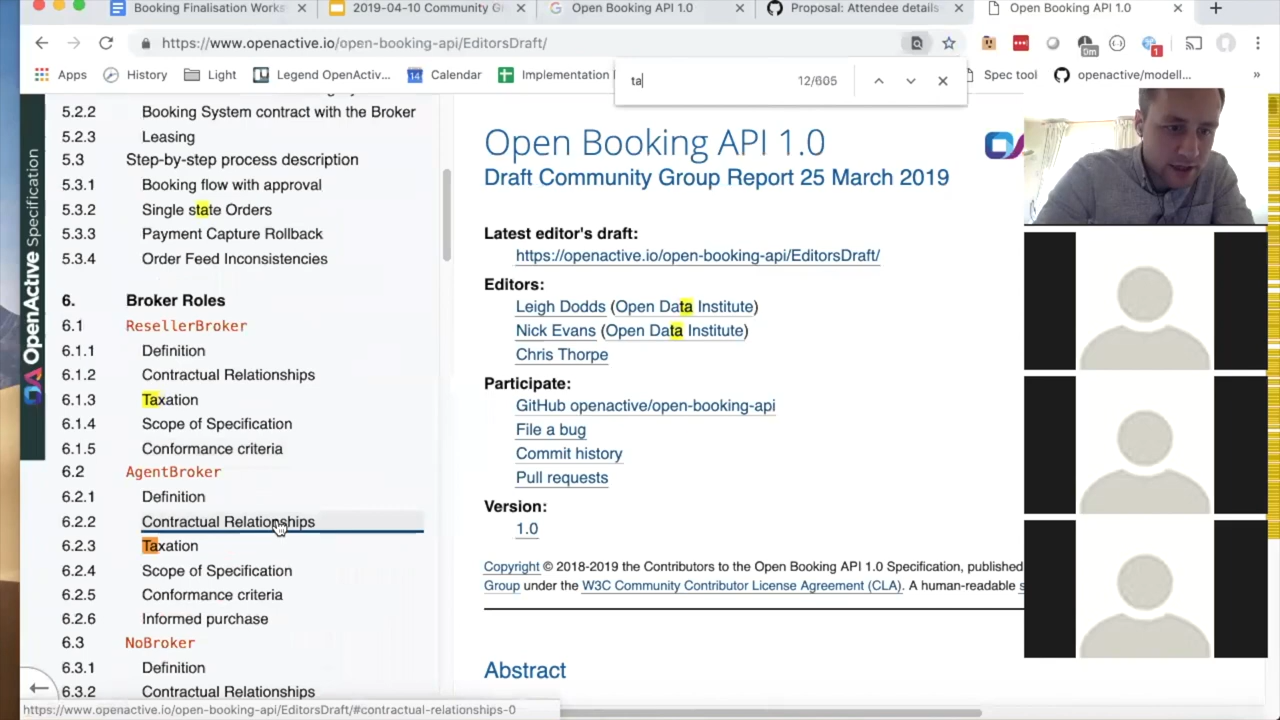 Booking Finalisation Works
2019-04-10 Community G
Open Booking API 1.0
Proposal: Attendee details
Open Booking API 1.0
https://www.openactive.io/open-booking-api/EditorsDraft/
0m
1
Apps
History
Light
Legend OpenActiv...
14
Calendar
Implementation
Spec tool
openactive/modell...
»
ta
12/605
OpenActive Specification
5.2.2 Booking System contract with the Broker
5.2.3 Leasing
5.3 Step-by-step process description
5.3.1 Booking flow with approval
5.3.2 Single state Orders
5.3.3 Payment Capture Rollback
5.3.4 Order Feed Inconsistencies
6. Broker Roles
6.1 ResellerBroker
6.1.1 Definition
6.1.2 Contractual Relationships
6.1.3 Taxation
6.1.4 Scope of Specification
6.1.5 Conformance criteria
6.2 AgentBroker
6.2.1 Definition
6.2.2 Contractual Relationships
6.2.3 Taxation
6.2.4 Scope of Specification
6.2.5 Conformance criteria
6.2.6 Informed purchase
6.3 NoBroker
6.3.1 Definition
6.3.2 Contractual Relationships
https://www.openactive.io/open-booking-api/EditorsDraft/#contractual-relationships-0
Open Booking API 1.0
Draft Community Group Report 25 March 2019
Latest editor's draft:
https://openactive.io/open-booking-api/EditorsDraft/
Editors:
Leigh Dodds (Open Data Institute)
Nick Evans (Open Data Institute)
Chris Thorpe
Participate:
GitHub openactive/open-booking-api
File a bug
Commit history
Pull requests
Version:
1.0
Copyright © 2018-2019 the Contributors to the Open Booking API 1.0 Specification, published
Group under the W3C Community Contributor License Agreement (CLA). A human-readable s
Abstract